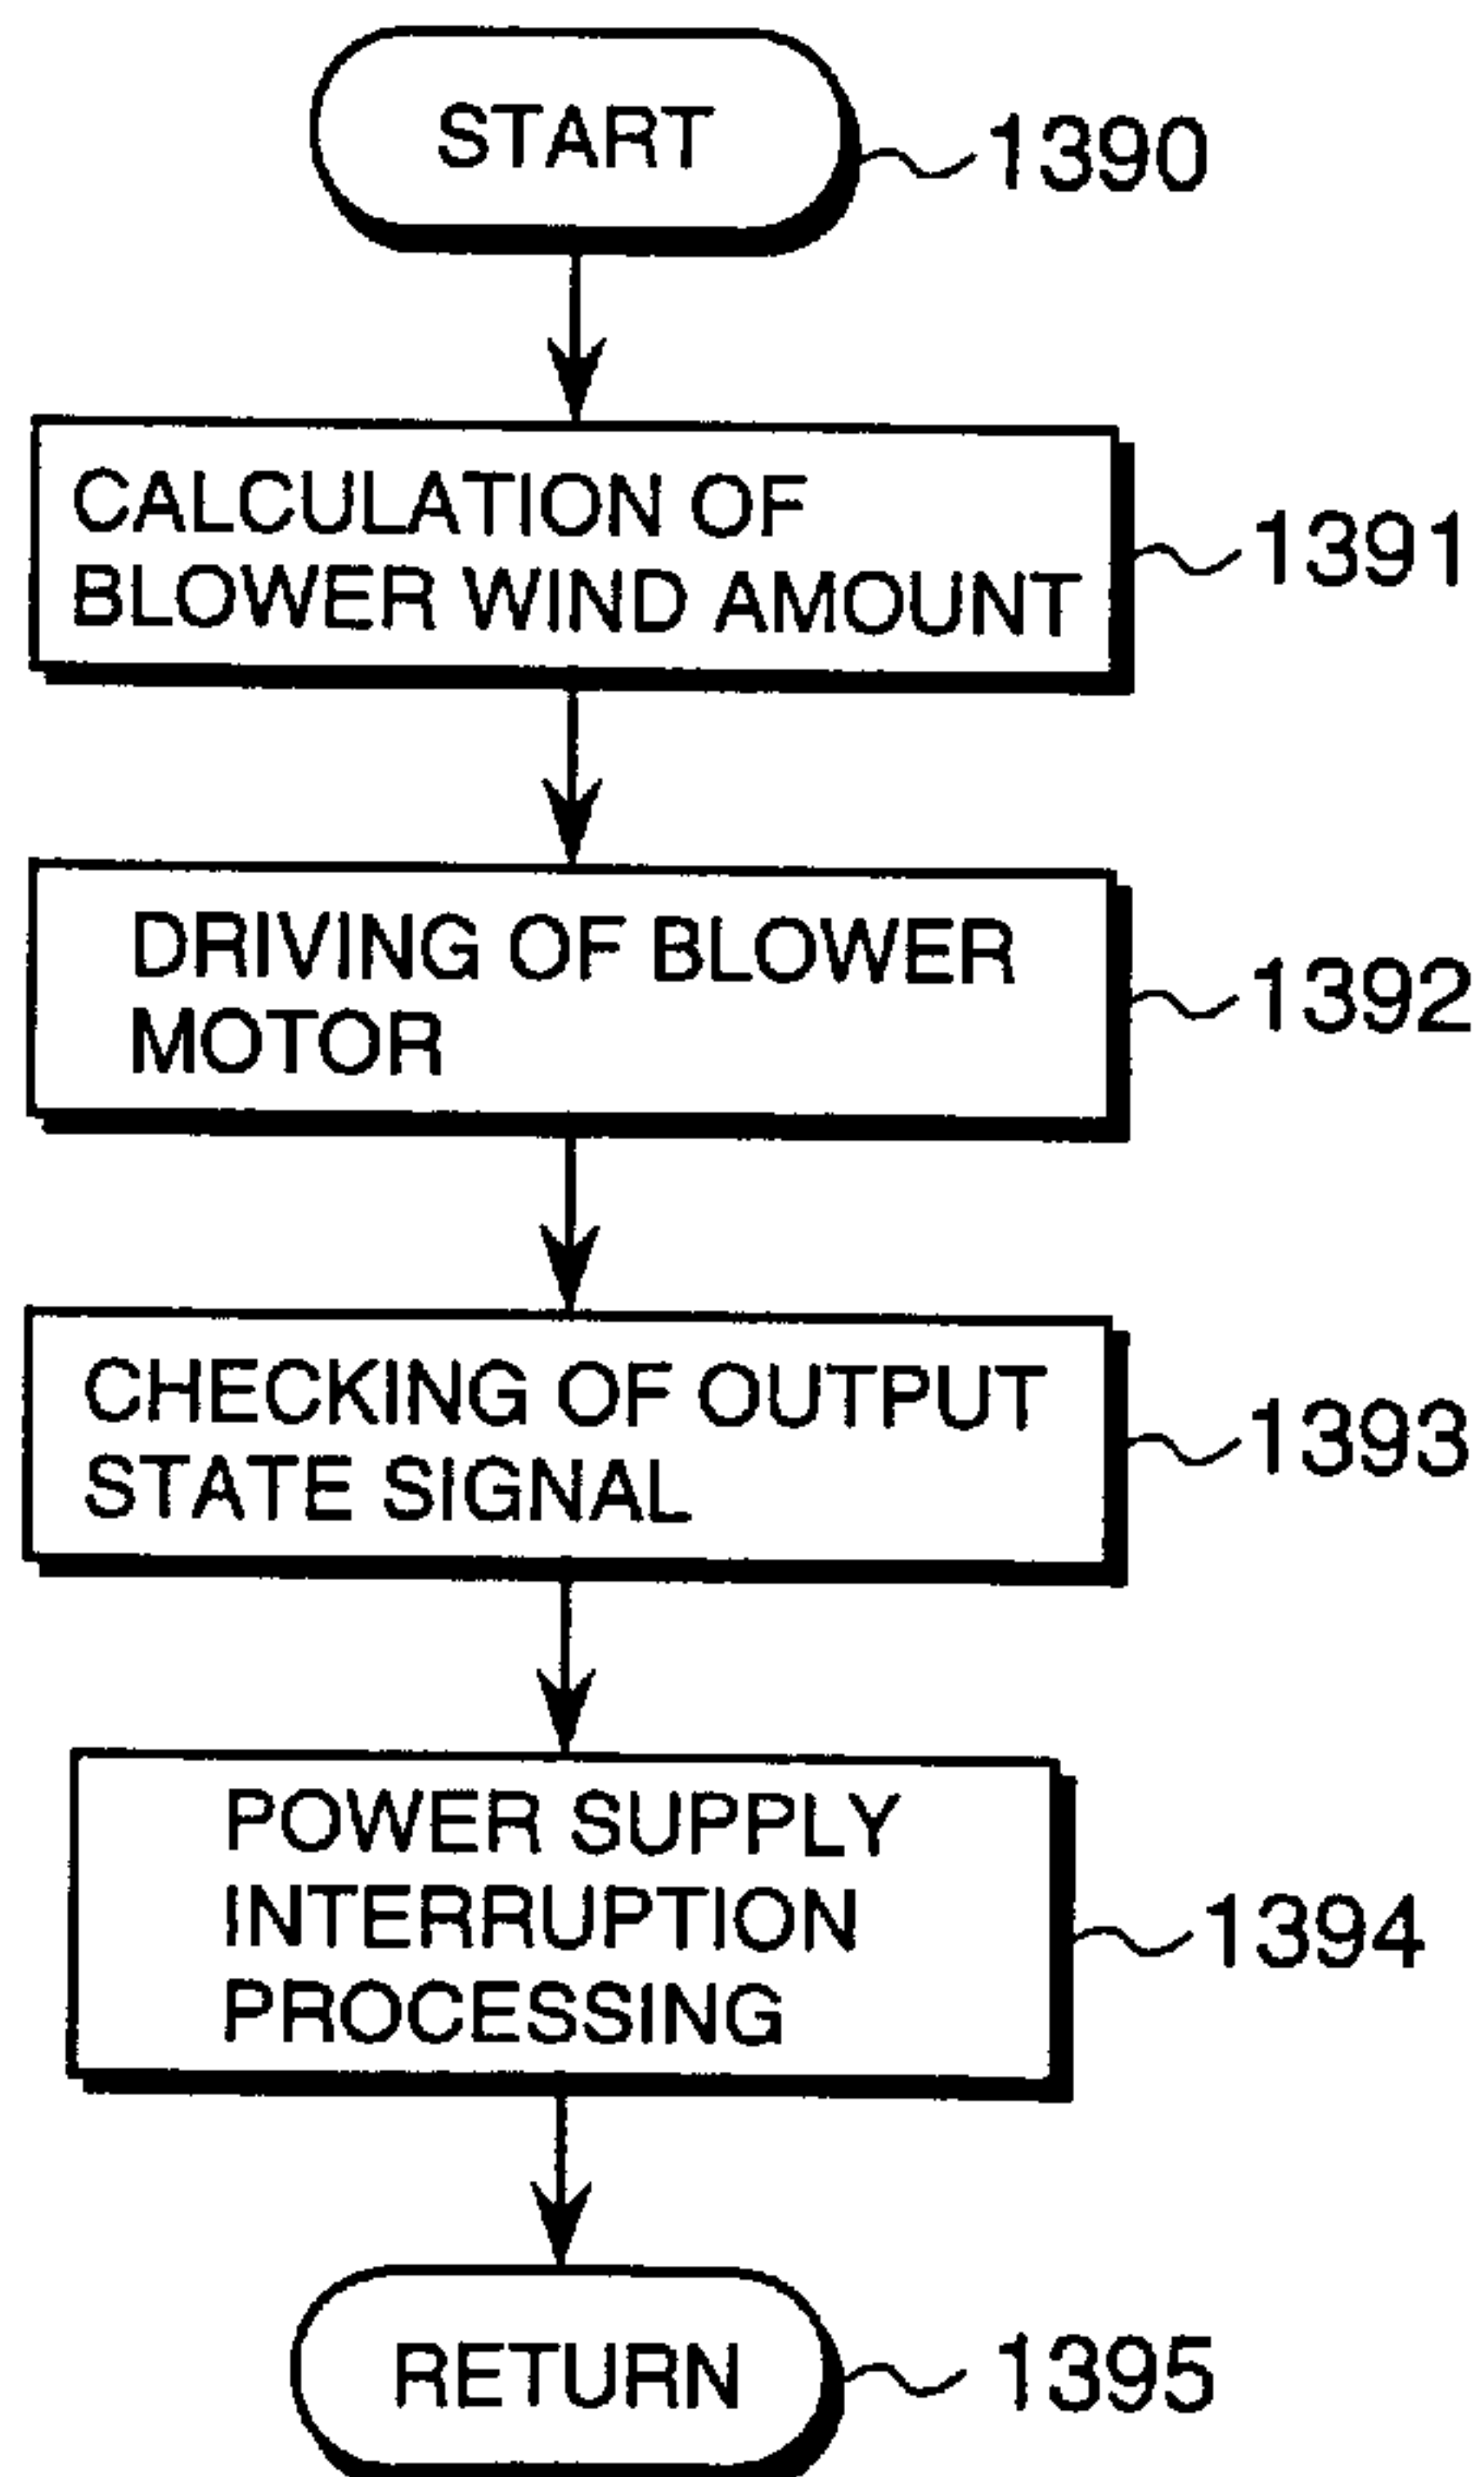 START
1390
CALCULATION OF
BLOWER WIND AMOUNT
1391
DRIVING OF BLOWER
MOTOR
1392
CHECKING OF OUTPUT
STATE SIGNAL
1393
POWER SUPPLY
INTERRUPTION
PROCESSING
1394
RETURN
1395